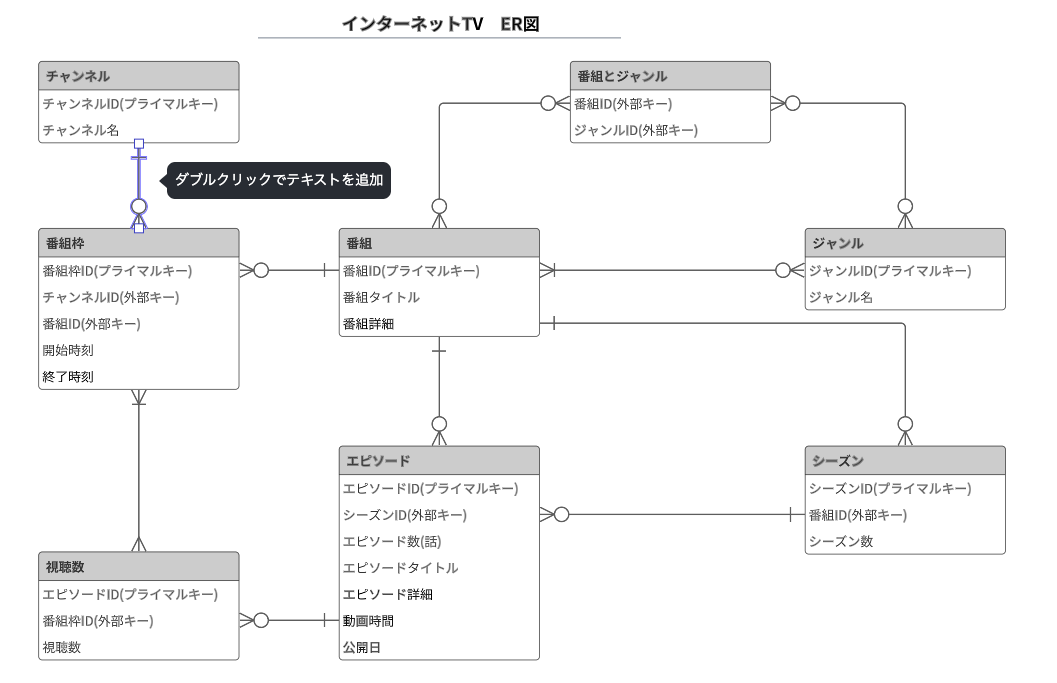 インターネットTV　ER図
チャンネル
チャンネルID(プライマルキー)
チャンネル名
番組とジャンル
番組ID(外部キー)
ジャンルID(外部キー)
ダブルクリックでテキストを追加
番組枠
番組枠ID(プライマルキー)
チャンネルID(外部キー)
番組ID(外部キー)
開始時刻
終了時刻
番組
番組ID(プライマルキー)
番組タイトル
番組詳細
ジャンル
ジャンルID(プライマルキー)
ジャンル名
エピソード
エピソードID(プライマルキー)
シーズンID(外部キー)
エピソード数(話)
エピソードタイトル
エピソード詳細
動画時間
公開日
シーズン
シーズンID(プライマルキー)
番組ID(外部キー)
シーズン数
視聴数
エピソードID(プライマルキー)
番組枠ID(外部キー)
視聴数